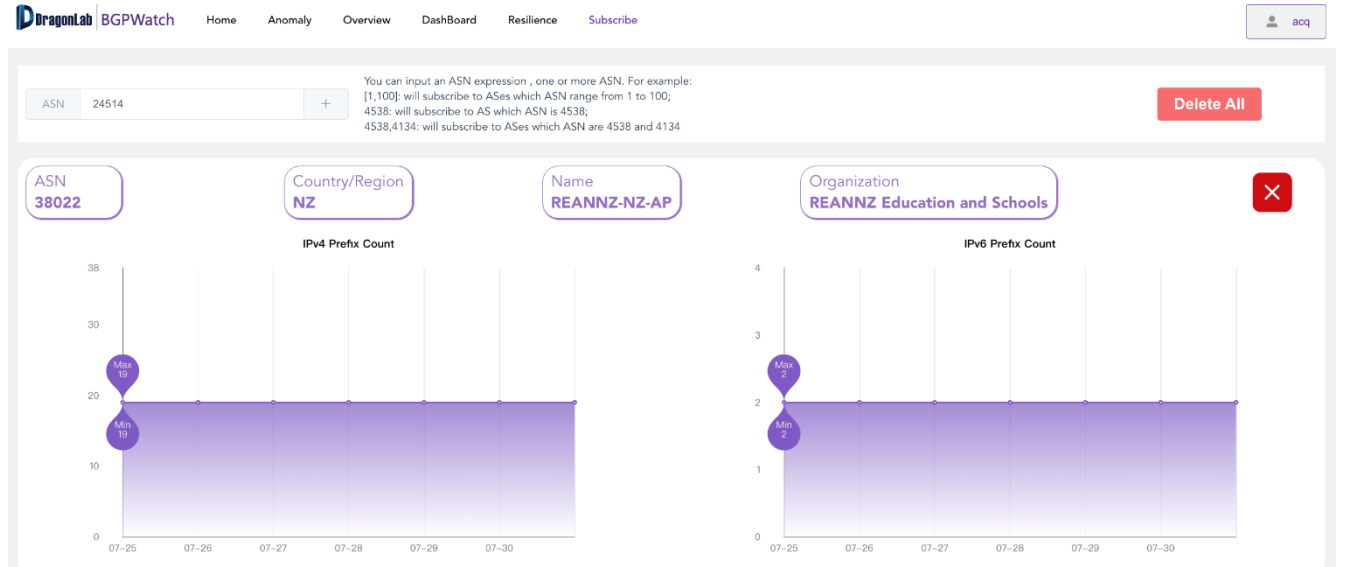 DragonLab BGPWatch Home Anomaly Overview DashBoard Resilience Subscribe acq
You can input an ASN expression , one or more ASN. For example:
[1,100]: will subscribe to ASes which ASN range from 1 to 100;
ASN 24514 + Delete All
4538: will subscribe to AS which ASN is 4538;
4538,4134: will subscribe to ASes which ASN are 4538 and 4134
ASN Country/Region Name Organization
38022 NZ REANNZ-NZ-AP REANNZ Education and Schools
IPv4 Prefix Count
38
30
20
10
0
Max
19
Min
19
07-25 07-26 07-27 07-28 07-29 07-30
IPv6 Prefix Count
4
3
2
1
0
Max
2
Min
2
07-25 07-26 07-27 07-28 07-29 07-30